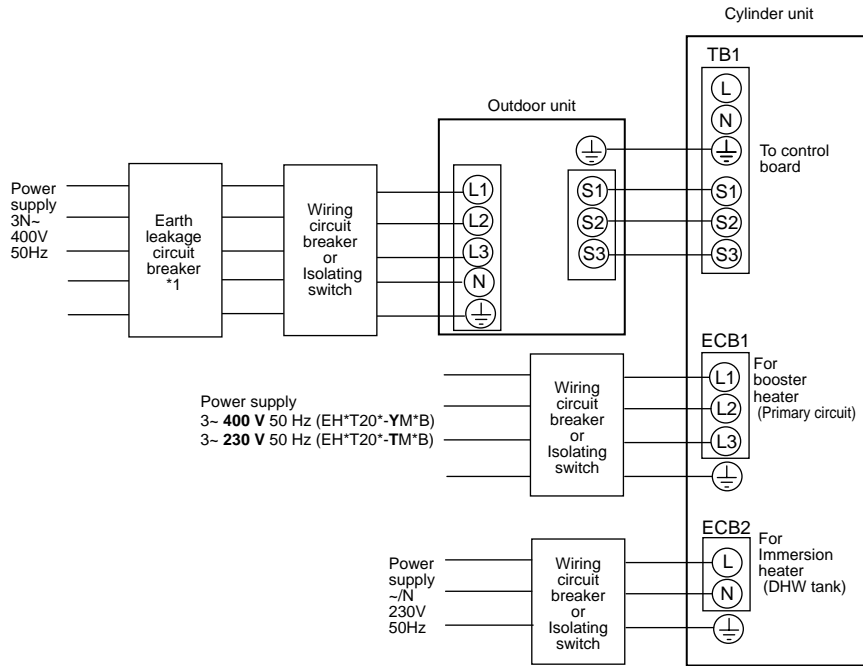 Cylinder unit
TB1
L
N
To control
board
S1
S2
S3
Outdoor unit
L1
L2
L3
N
S1
S2
S3
Power
supply
3N~
400V
50Hz
Earth
leakage
circuit
breaker
*1
Wiring
circuit
breaker
or
Isolating
switch
ECB1
L1
L2
L3
For
booster
heater
(Primary circuit)
Wiring
circuit
breaker
or
Isolating
switch
Power supply
3~ 400 V 50 Hz (EH*T20*-YM*B)
3~ 230 V 50 Hz (EH*T20*-TM*B)
ECB2
L
N
For
Immersion
heater
(DHW tank)
Wiring
circuit
breaker
or
Isolating
switch
Power
supply
~/N
230V
50Hz